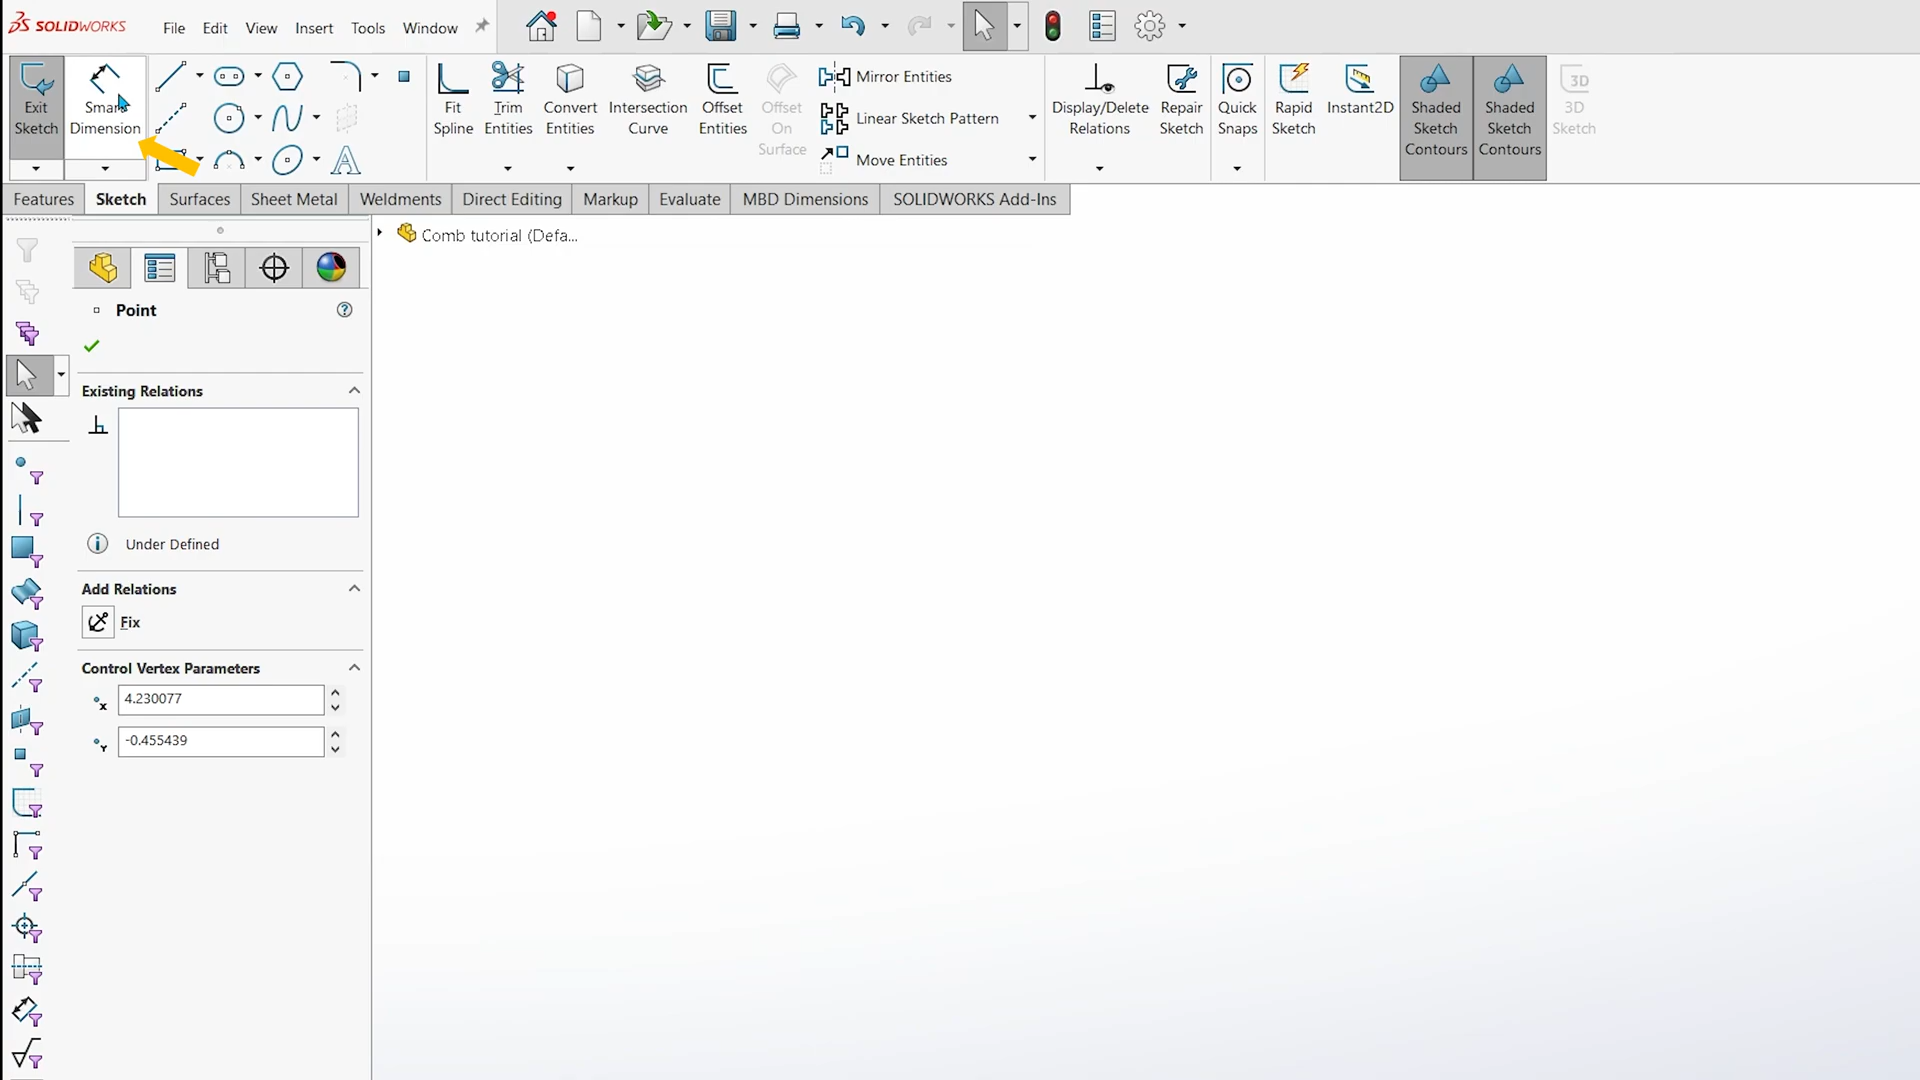 SOLIDWORKS
File Edit View Insert Tools Window
Exit Sketch
Smart Dimension
Fit Spline
Trim Entities
Convert Entities
Intersection Curve
Offset Entities
Offset On Surface
Mirror Entities
Linear Sketch Pattern
Move Entities
Display/Delete Relations
Repair Sketch
Quick Snaps
Rapid Sketch
Instant2D
Shaded Sketch Contours
Shaded Sketch Contours
3D
3D Sketch
Features Sketch Surfaces Sheet Metal Weldments Direct Editing Markup Evaluate MBD Dimensions SOLIDWORKS Add-Ins
Comb tutorial (Defa...
Point
Existing Relations
Under Defined
Add Relations
Fix
Control Vertex Parameters
4.230077
-0.455439